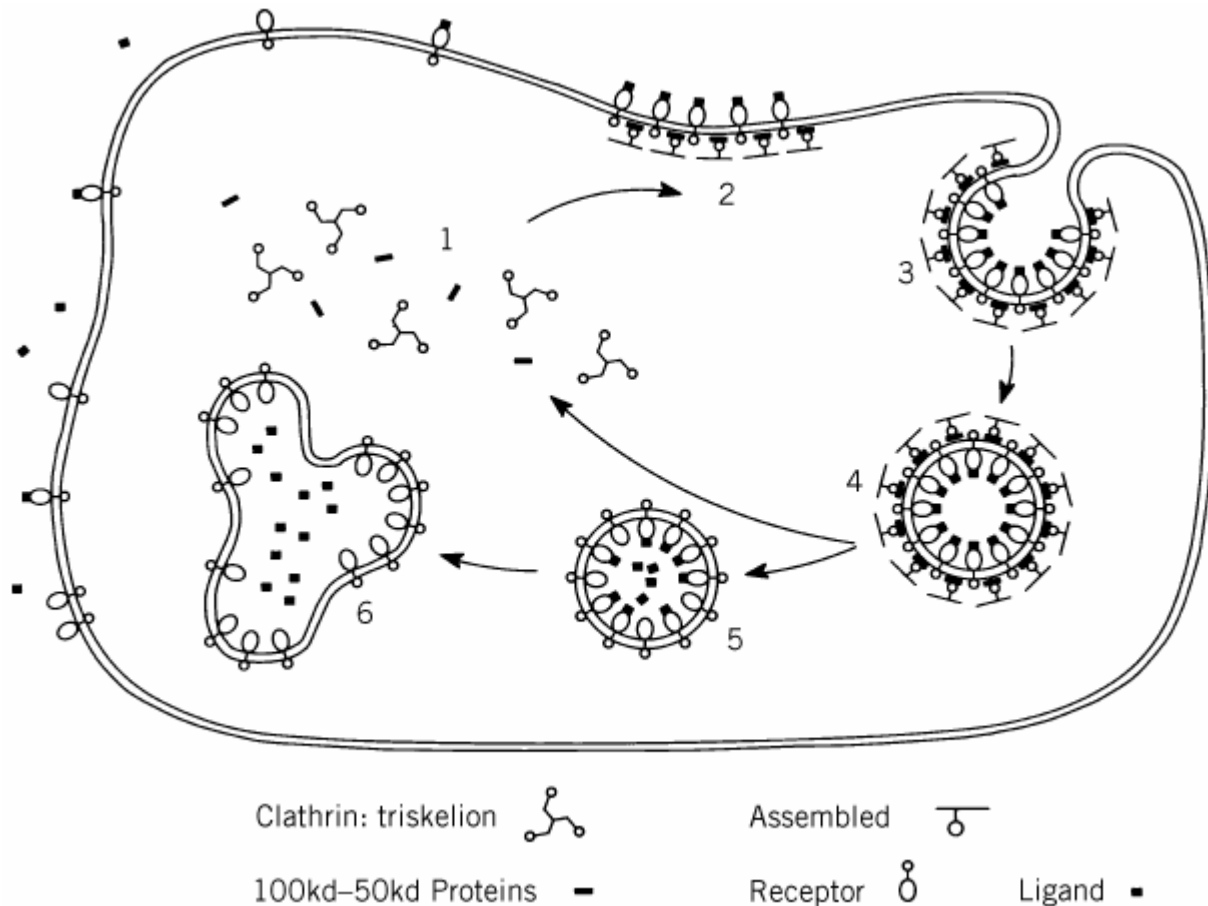 1
2
3
4
5
6
Clathrin: triskelion
Assembled
100kd–50kd Proteins
Receptor
Ligand